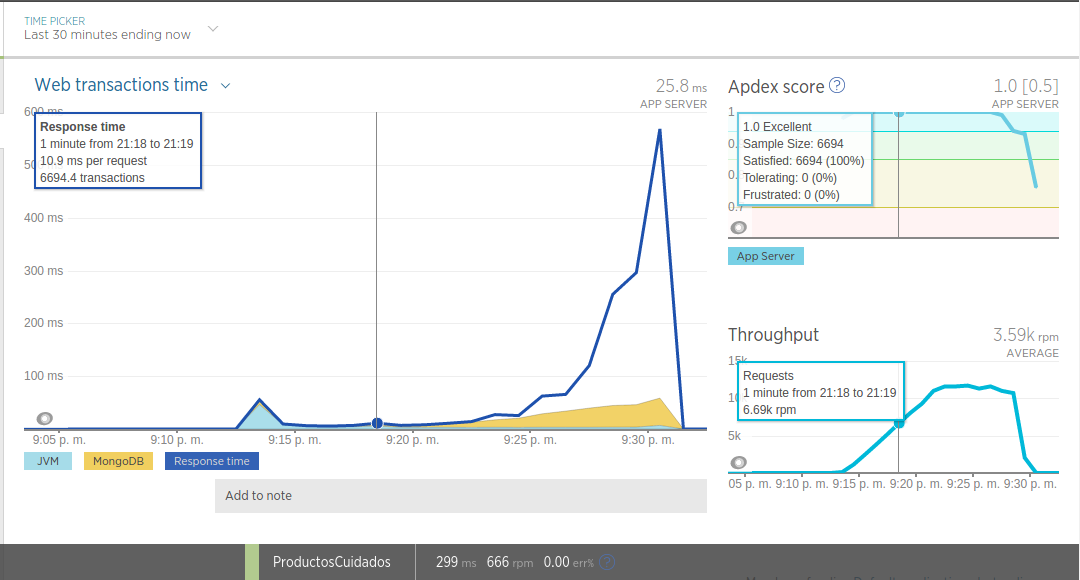 TIME PICKER
Last 30 minutes ending now
Web transactions time
25.8 ms
APP SERVER
600 ms
Response time
1 minute from 21:18 to 21:19
10.9 ms per request
6694.4 transactions
400 ms
300 ms
200 ms
100 ms
9:05 p. m.
9:10 p. m.
9:15 p. m.
9:20 p. m.
9:25 p. m.
9:30 p. m.
JVM
MongoDB
Response time
Add to note
Apdex score ?
1.0 [0.5]
APP SERVER
1
1.0 Excellent
Sample Size: 6694
Satisfied: 6694 (100%)
Tolerating: 0 (0%)
Frustrated: 0 (0%)
0.7
App Server
Throughput
3.59k rpm
AVERAGE
15k
Requests
1 minute from 21:18 to 21:19
6.69k rpm
5k
05 p. m. 9:10 p. m. 9:15 p. m. 9:20 p. m. 9:25 p. m. 9:30 p. m.
ProductosCuidados
299 ms 666 rpm 0.00 err% ?